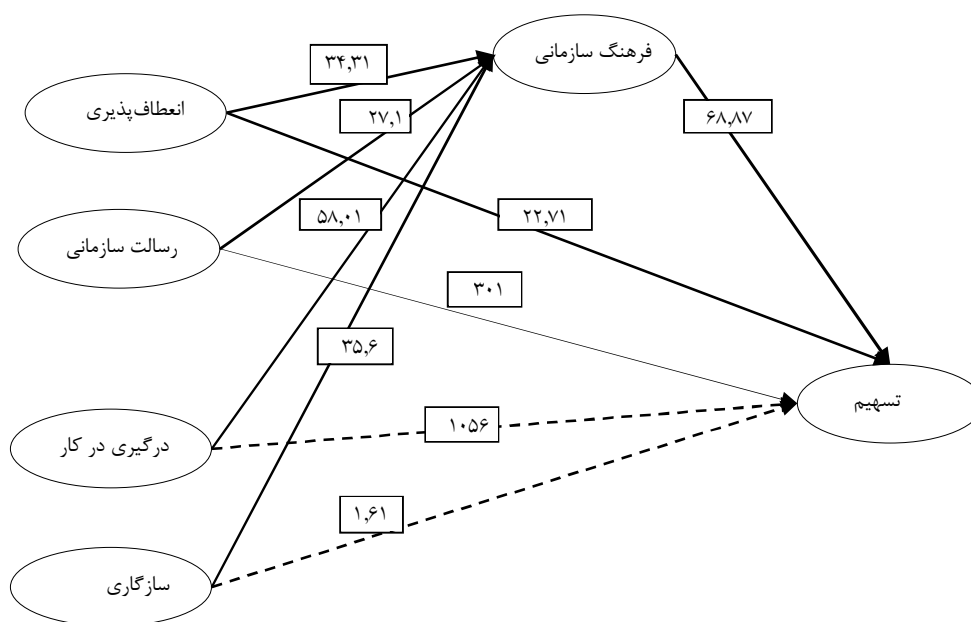 فرهنگ سازمانی
۳۴,۳۱
انعطاف‌پذیری
۲۷,۱
۶۸,۸۷
۵۸,۰۱
۲۲,۷۱
رسالت سازمانی
۳۰۱
۳۵,۶
تسهیم
درگیری در کار
۱۰۵۶
۱,۶۱
سازگاری